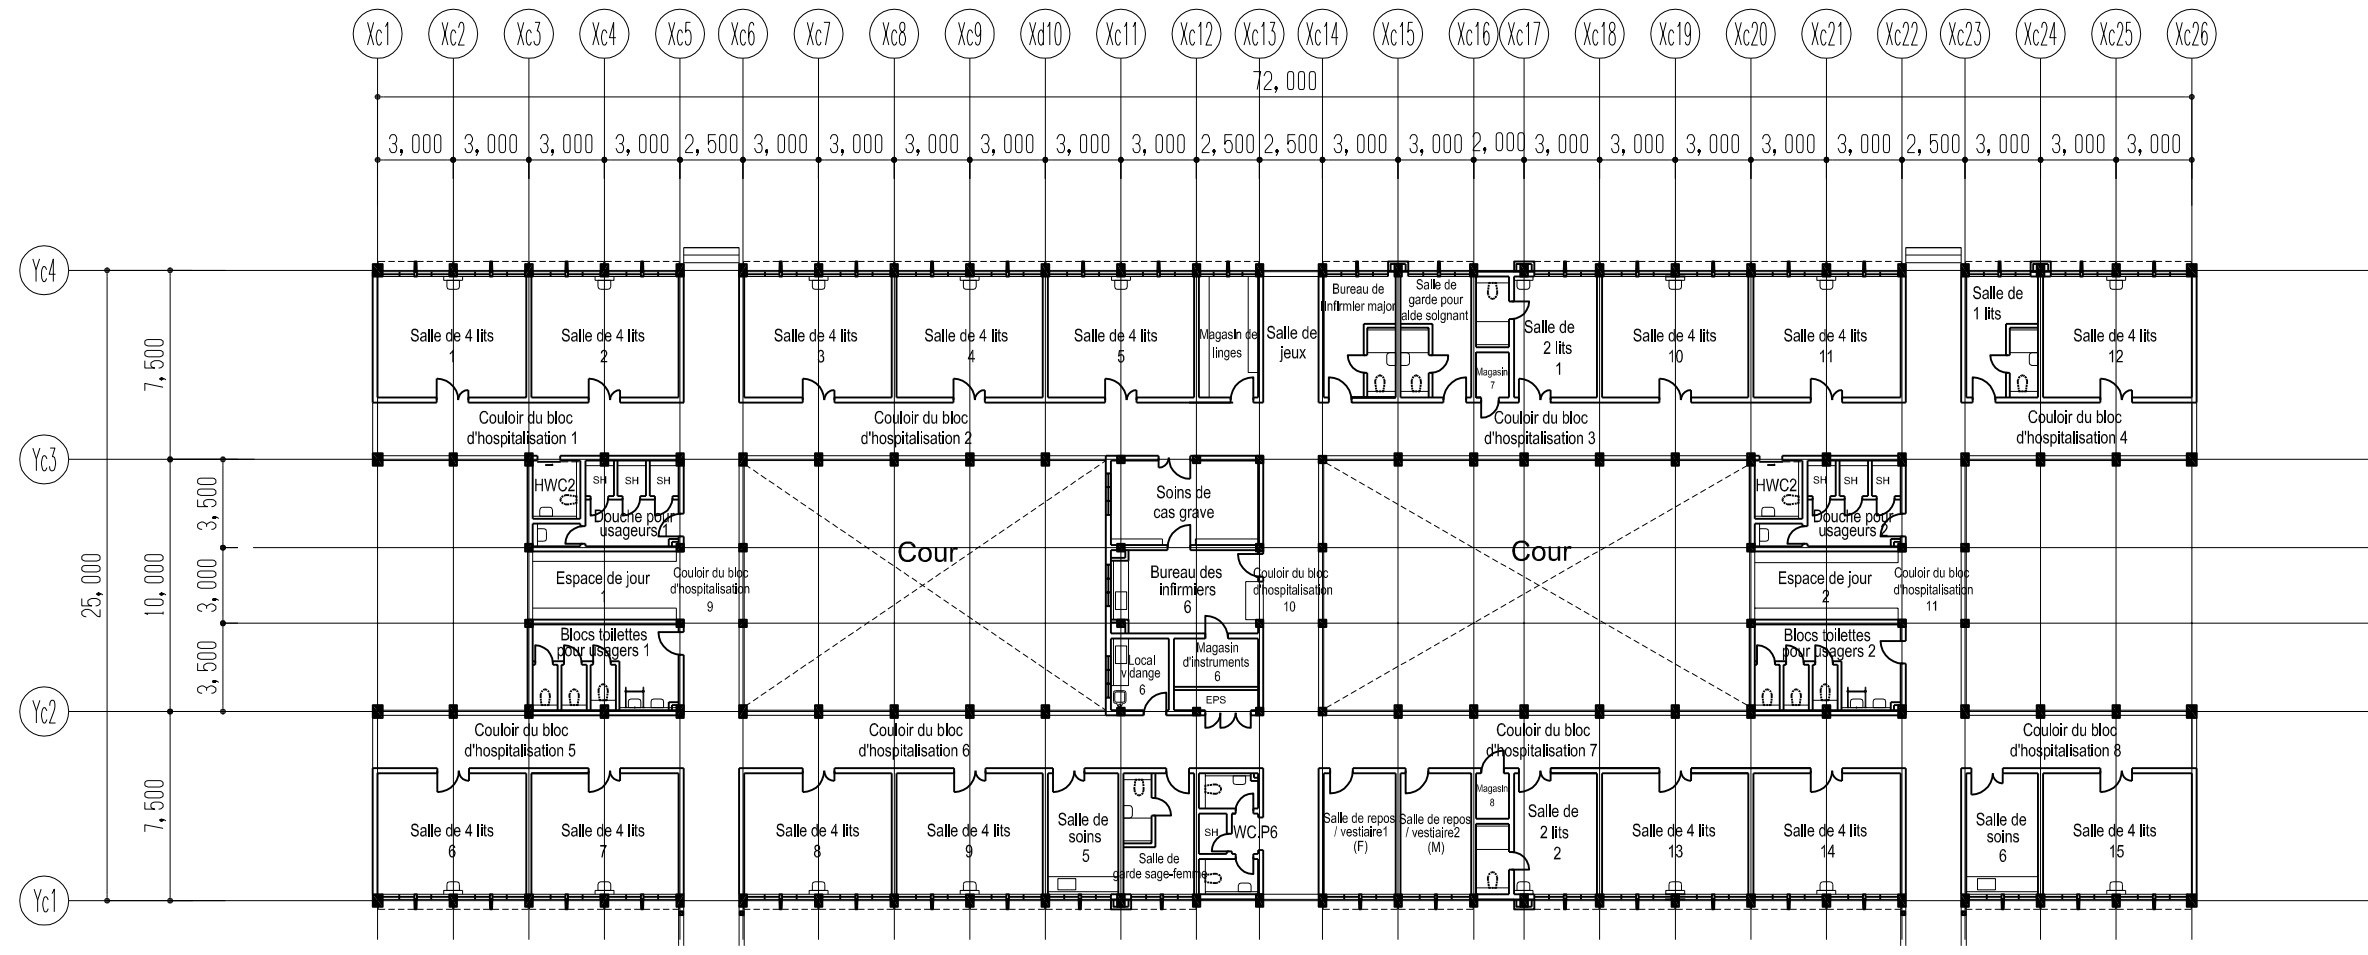 Xc1 Xc2 Xc3 Xc4 Xc5 Xc6 Xc7 Xc8 Xc9 Xd10 Xc11 Xc12 Xc13 Xc14 Xc15 Xc16 Xc17 Xc18 Xc19 Xc20 Xc21 Xc22 Xc23 Xc24 Xc25 Xc26
72,000
3,000 3,000 3,000 3,000 2,500 3,000 3,000 3,000 3,000 3,000 3,000 2,500 2,500 3,000 3,000 2,000 3,000 3,000 3,000 3,000 3,000 2,500 3,000 3,000 3,000
Yc4
Yc3
Yc2
Yc1
25,000
7,500
10,000
7,500
3,500
3,000
3,500
Salle de 4 lits
1
Salle de 4 lits
2
Salle de 4 lits
3
Salle de 4 lits
4
Salle de 4 lits
5
Magasin de
linges
Salle de
jeux
Bureau de
l'infirmier major
Salle de
garde pour
aide soignant
Magasin
7
Salle de
2 lits
1
Salle de 4 lits
10
Salle de 4 lits
11
Salle de
1 lits
Salle de 4 lits
12
Couloir du bloc
d'hospitalisation 1
Couloir du bloc
d'hospitalisation 2
Couloir du bloc
d'hospitalisation 3
Couloir du bloc
d'hospitalisation 4
HWC2
SH
SH
SH
Douche pour
usageurs 1
Espace de jour
1
Blocs toilettes
pour usagers 1
Couloir du bloc
d'hospitalisation
9
Cour
Soins de
cas grave
Bureau des
infirmiers
6
Local
vidange
6
Magasin
d'instruments
6
EPS
Couloir du bloc
d'hospitalisation
10
Cour
HWC2
SH
SH
SH
Douche pour
usageurs 2
Espace de jour
2
Blocs toilettes
pour usagers 2
Couloir du bloc
d'hospitalisation
11
Couloir du bloc
d'hospitalisation 5
Couloir du bloc
d'hospitalisation 6
Couloir du bloc
d'hospitalisation 7
Couloir du bloc
d'hospitalisation 8
Salle de 4 lits
6
Salle de 4 lits
7
Salle de 4 lits
8
Salle de 4 lits
9
Salle de
soins
5
Salle de
garde sage-femme
SH
WC.P6
Salle de repos
/ vestiaire1
(F)
Salle de repos
/ vestiaire2
(M)
Magasin
8
Salle de
2 lits
2
Salle de 4 lits
13
Salle de 4 lits
14
Salle de
soins
6
Salle de 4 lits
15